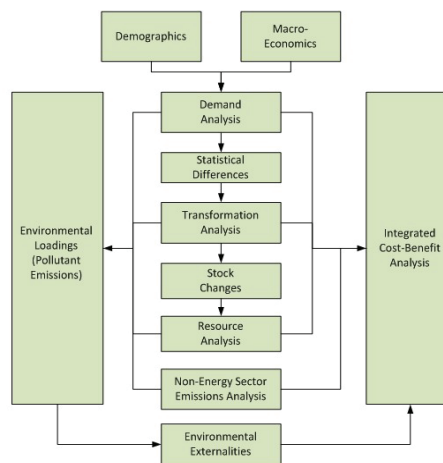 Demographics
Macro-
Economics
Demand
Analysis
Statistical
Differences
Transformation
Analysis
Stock
Changes
Resource
Analysis
Non-Energy Sector
Emissions Analysis
Environmental
Loadings
(Pollutant
Emissions)
Integrated
Cost-Benefit
Analysis
Environmental
Externalities